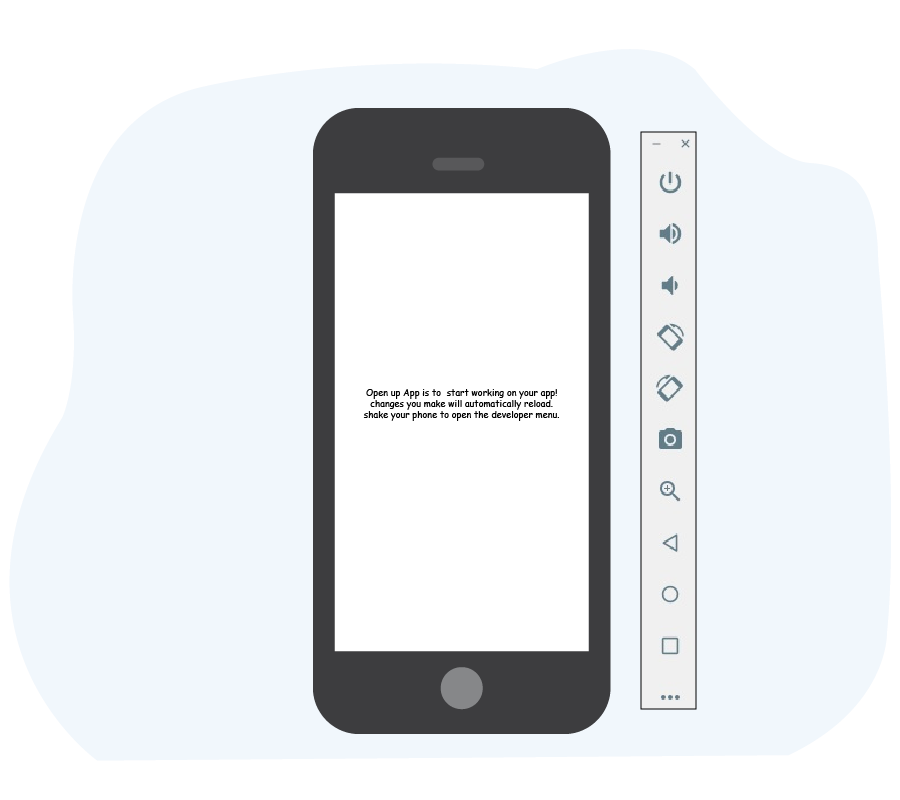 Open up App is to start working on your app!
changes you make will automatically reload.
shake your phone to open the developer menu.